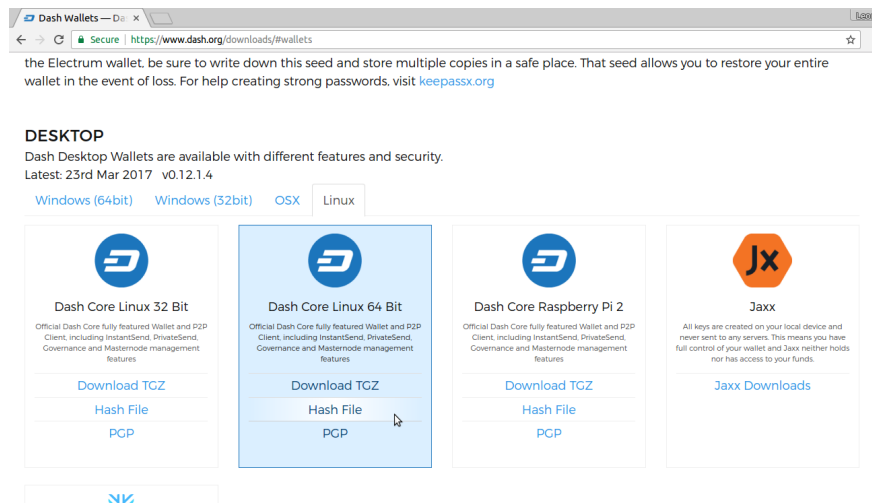 Dash Wallets — Da
Secure | https://www.dash.org/downloads/#wallets
the Electrum wallet, be sure to write down this seed and store multiple copies in a safe place. That seed allows you to restore your entire
wallet in the event of loss. For help creating strong passwords, visit keepassx.org
DESKTOP
Dash Desktop Wallets are available with different features and security.
Latest: 23rd Mar 2017 v0.12.1.4
Windows (64bit) Windows (32bit) OSX Linux
Dash Core Linux 32 Bit
Official Dash Core fully featured Wallet and P2P
Client, including InstantSend, PrivateSend,
Governance and Masternode management
features
Download TGZ
Hash File
PGP
Dash Core Linux 64 Bit
Official Dash Core fully featured Wallet and P2P
Client, including InstantSend, PrivateSend,
Governance and Masternode management
features
Download TGZ
Hash File
PGP
Dash Core Raspberry Pi 2
Official Dash Core fully featured Wallet and P2P
Client, including InstantSend, PrivateSend,
Governance and Masternode management
features
Download TGZ
Hash File
PGP
Jx
Jaxx
All keys are created on your local device and
never sent to any servers. This means you have
full control of your wallet and Jaxx neither holds
nor has access to your funds.
Jaxx Downloads